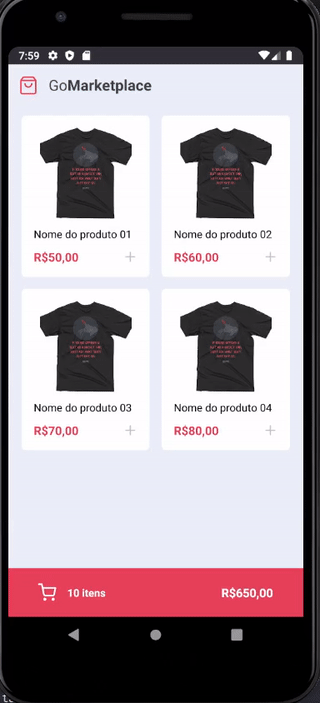 7:59
GoMarketplace
Nome do produto 01
R$50,00
+
Nome do produto 02
R$60,00
+
Nome do produto 03
R$70,00
+
Nome do produto 04
R$80,00
+
10 itens
R$650,00